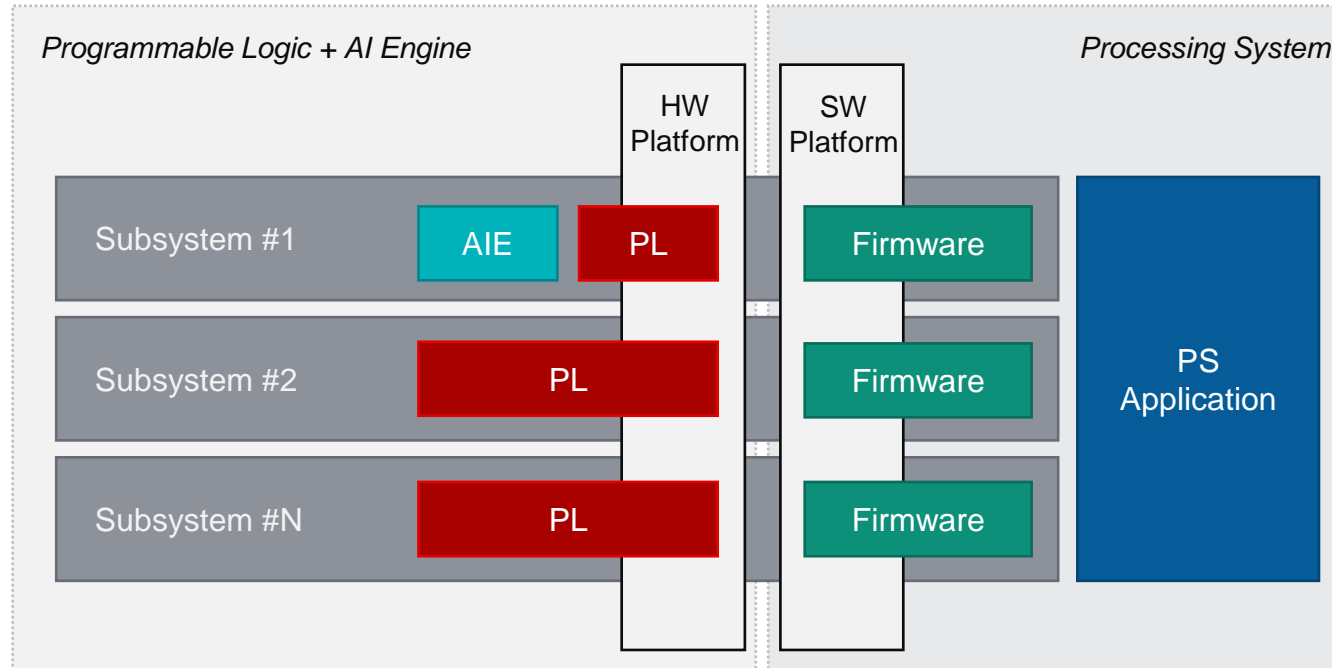 Programmable Logic + AI Engine
Processing System
HW
Platform
SW
Platform
Subsystem #1
AIE
PL
Firmware
Subsystem #2
PL
Firmware
PS
Application
Subsystem #N
PL
Firmware